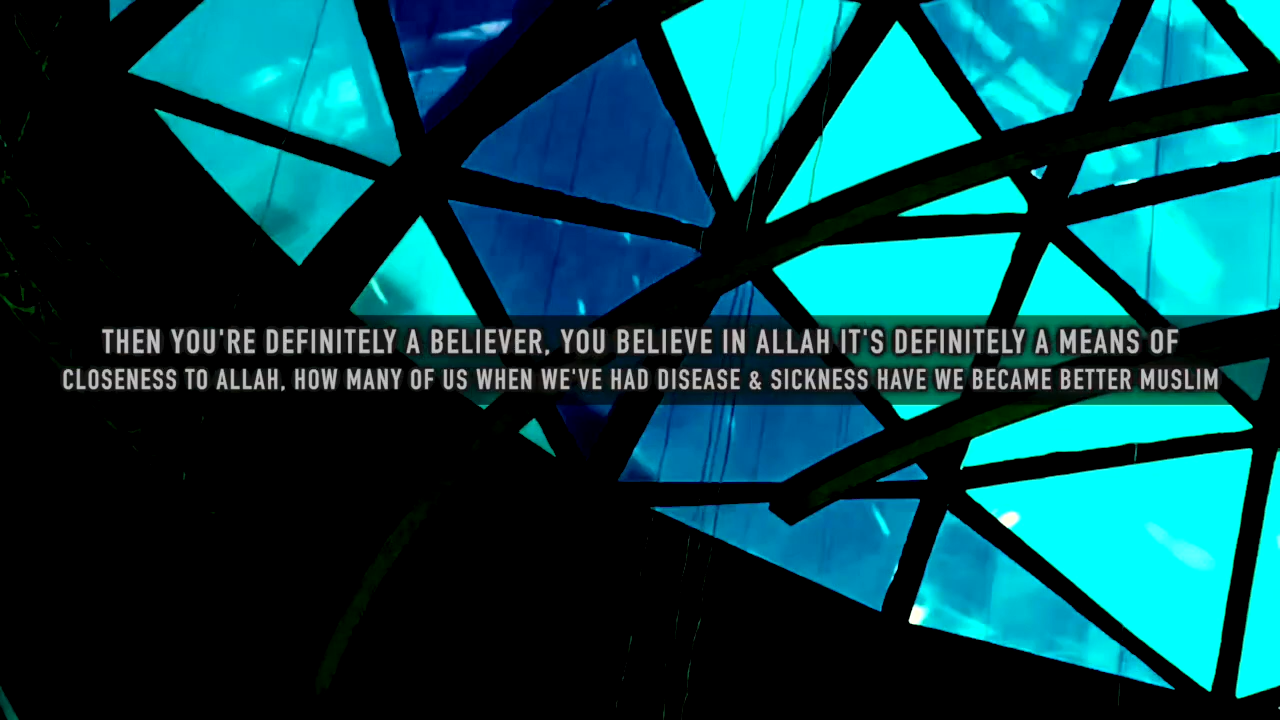 THEN YOU'RE DEFINITELY A BELIEVER, YOU BELIEVE IN ALLAH IT'S DEFINITELY A MEANS OF
CLOSENESS TO ALLAH, HOW MANY OF US WHEN WE'VE HAD DISEASE & SICKNESS HAVE WE BECAME BETTER MUSLIM